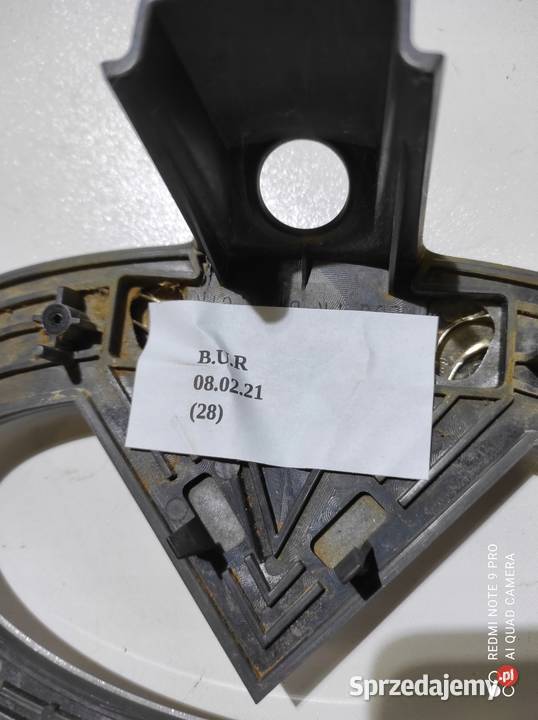 B.U.R
08.02.21
(28)
REDMI NOTE 9 PRO
AI QUAD CAMERA
Sprzedajemy.pl